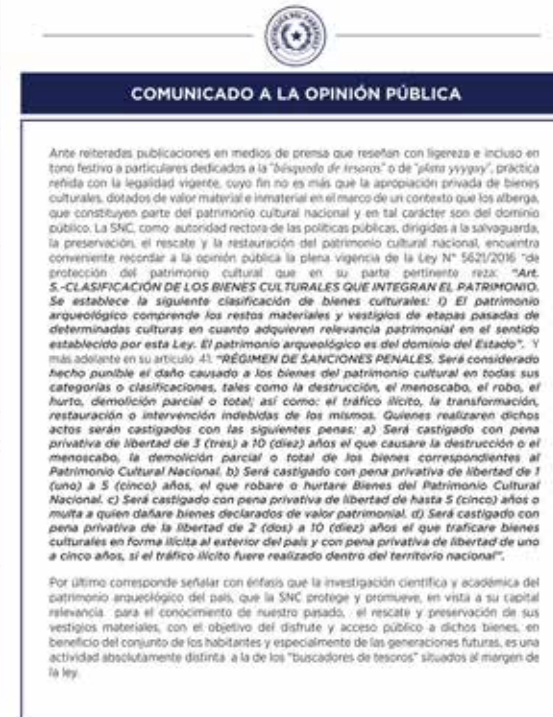 COMUNICADO A LA OPINIÓN PÚBLICA
Ante reiteradas publicaciones en medios de prensa que reseñan con ligereza e incluso en
tono festivo a particulares dedicados a la "búsqueda de tesoros" o de "plata yvyguy", práctica
reñida con la legalidad vigente, cuyo fin no es más que la apropiación privada de bienes
culturales, dotados de valor material e inmaterial en el marco de un contexto que los alberga,
que constituyen parte del patrimonio cultural nacional y en tal carácter son del dominio
público. La SNC, como autoridad rectora de las políticas públicas, dirigidas a la salvaguarda,
la preservación, el rescate y la restauración del patrimonio cultural nacional, encuentra
conveniente recordar a la opinión pública la plena vigencia de la Ley N° 5621/2016 "de
protección del patrimonio cultural que en su parte pertinente reza: "Art.
5.-CLASIFICACIÓN DE LOS BIENES CULTURALES QUE INTEGRAN EL PATRIMONIO.
Se establece la siguiente clasificación de bienes culturales: i) El patrimonio
arqueológico comprende los restos materiales y vestigios de etapas pasadas de
determinadas culturas en cuanto adquieren relevancia patrimonial en el sentido
establecido por esta Ley. El patrimonio arqueológico es del dominio del Estado". Y
más adelante en su artículo 41. "RÉGIMEN DE SANCIONES PENALES. Será considerado
hecho punible el daño causado a los bienes del patrimonio cultural en todas sus
categorías o clasificaciones, tales como la destrucción, el menoscabo, el robo, el
hurto, demolición parcial o total; así como: el tráfico ilícito, la transformación,
restauración o intervención indebidas de los mismos. Quienes realizaren dichos
actos serán castigados con las siguientes penas: a) Será castigado con pena
privativa de libertad de 3 (tres) a 10 (diez) años el que causare la destrucción o el
menoscabo, la demolición parcial o total de los bienes correspondientes al
Patrimonio Cultural Nacional. b) Será castigado con pena privativa de libertad de 1
(uno) a 5 (cinco) años, el que robare o hurtare Bienes del Patrimonio Cultural
Nacional. c) Será castigado con pena privativa de libertad de hasta 5 (cinco) años o
multa a quien dañare bienes declarados de valor patrimonial. d) Será castigado con
pena privativa de la libertad de 2 (dos) a 10 (diez) años el que traficare bienes
culturales en forma ilícita al exterior del país y con pena privativa de libertad de uno
a cinco años, si el tráfico ilícito fuere realizado dentro del territorio nacional".
Por último corresponde señalar con énfasis que la investigación científica y académica del
patrimonio arqueológico del país, que la SNC protege y promueve, en vista a su capital
relevancia para el conocimiento de nuestro pasado, el rescate y preservación de sus
vestigios materiales, con el objetivo del disfrute y acceso público a dichos bienes, en
beneficio del conjunto de los habitantes y especialmente de las generaciones futuras, es una
actividad absolutamente distinta a la de los "buscadores de tesoros" situados al margen de
la ley.